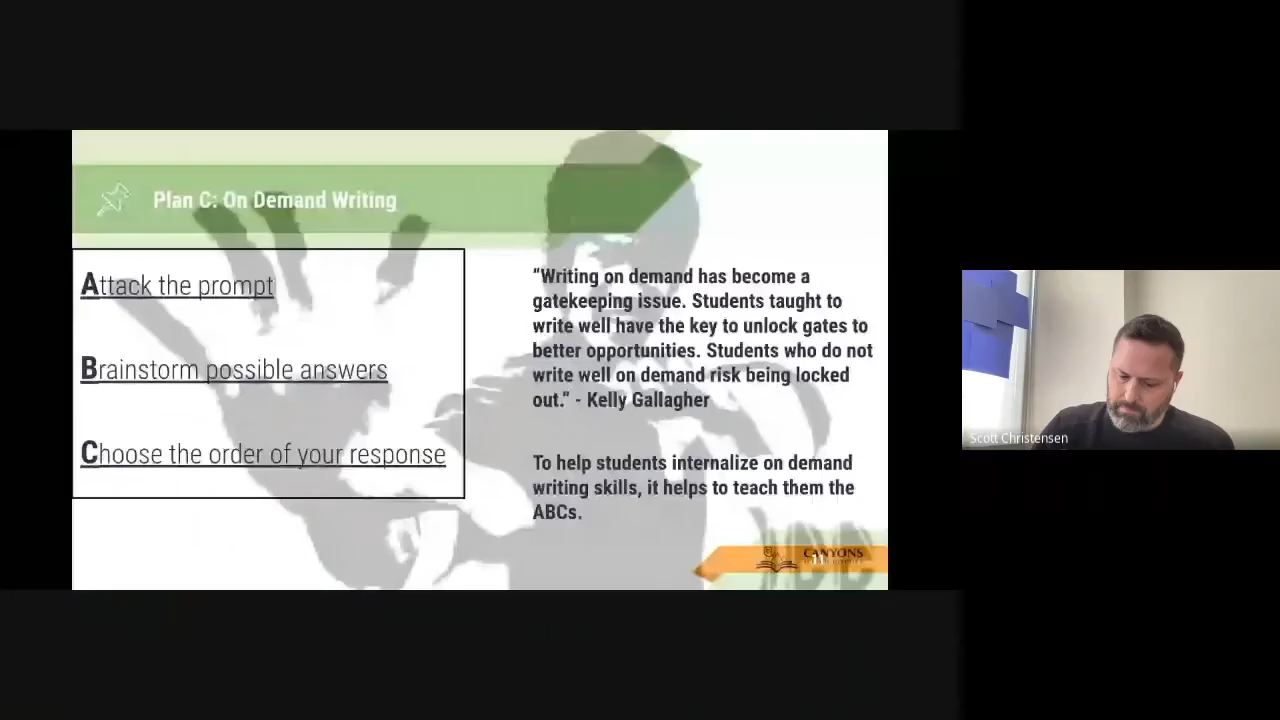 Plan C: On Demand Writing
Attack the prompt
Brainstorm possible answers
Choose the order of your response
“Writing on demand has become a
gatekeeping issue. Students taught to
write well have the key to unlock gates to
better opportunities. Students who do not
write well on demand risk being locked
out.” - Kelly Gallagher
To help students internalize on demand
writing skills, it helps to teach them the
ABCs.
CANYONS
11
Scott Christensen